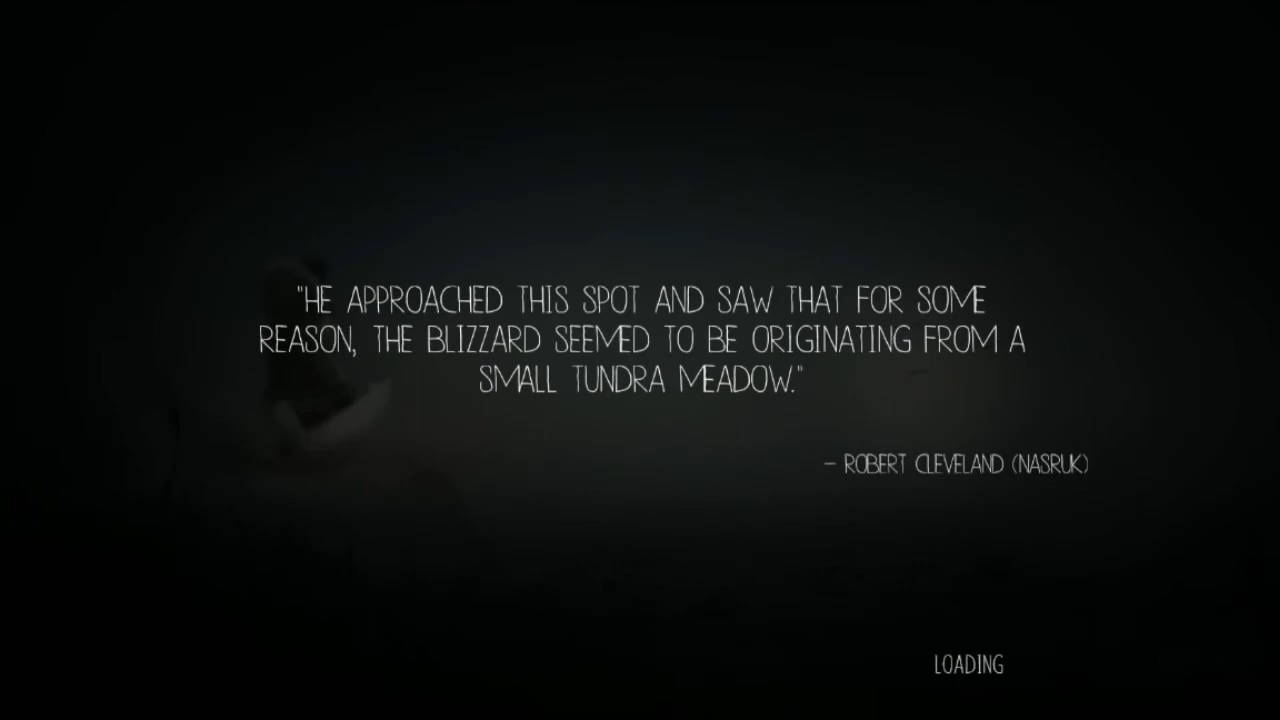 "HE APPROACHED THIS SPOT AND SAW THAT FOR SOME
REASON, THE BLIZZARD SEEMED TO BE ORIGINATING FROM A
SMALL TUNDRA MEADOW."
- ROBERT CLEVELAND (NASRUK)
LOADING